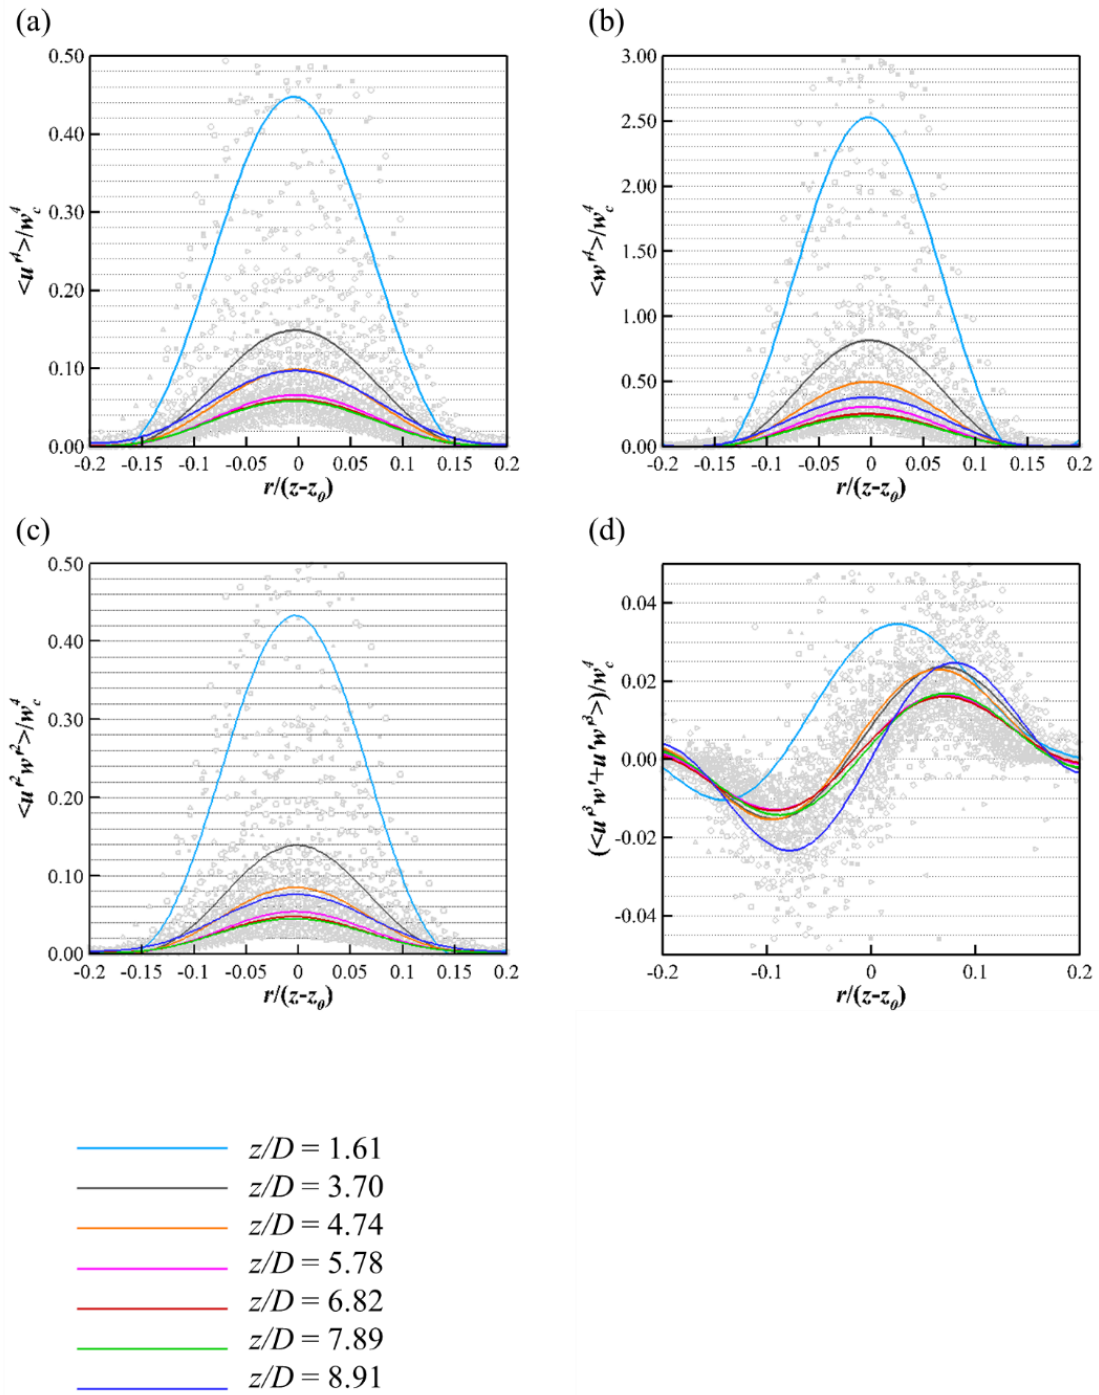 (a)
(b)
0.50
0.40
0.30
0.20
0.10
0.00
<u'⁴>/w_c⁴
-0.2 -0.15 -0.1 -0.05 0 0.05 0.1 0.15 0.2
r/(z-z₀)
3.00
2.50
2.00
1.50
1.00
0.50
0.00
<w'⁴>/w_c⁴
-0.2 -0.15 -0.1 -0.05 0 0.05 0.1 0.15 0.2
r/(z-z₀)
(c)
(d)
0.50
0.40
0.30
0.20
0.10
0.00
<u'²w'²>/w_c⁴
-0.2 -0.15 -0.1 -0.05 0 0.05 0.1 0.15 0.2
r/(z-z₀)
0.04
0.02
0.00
-0.02
-0.04
(<u'³w'+u'w'³>)/w_c⁴
-0.2 -0.1 0 0.1 0.2
r/(z-z₀)
z/D = 1.61
z/D = 3.70
z/D = 4.74
z/D = 5.78
z/D = 6.82
z/D = 7.89
z/D = 8.91